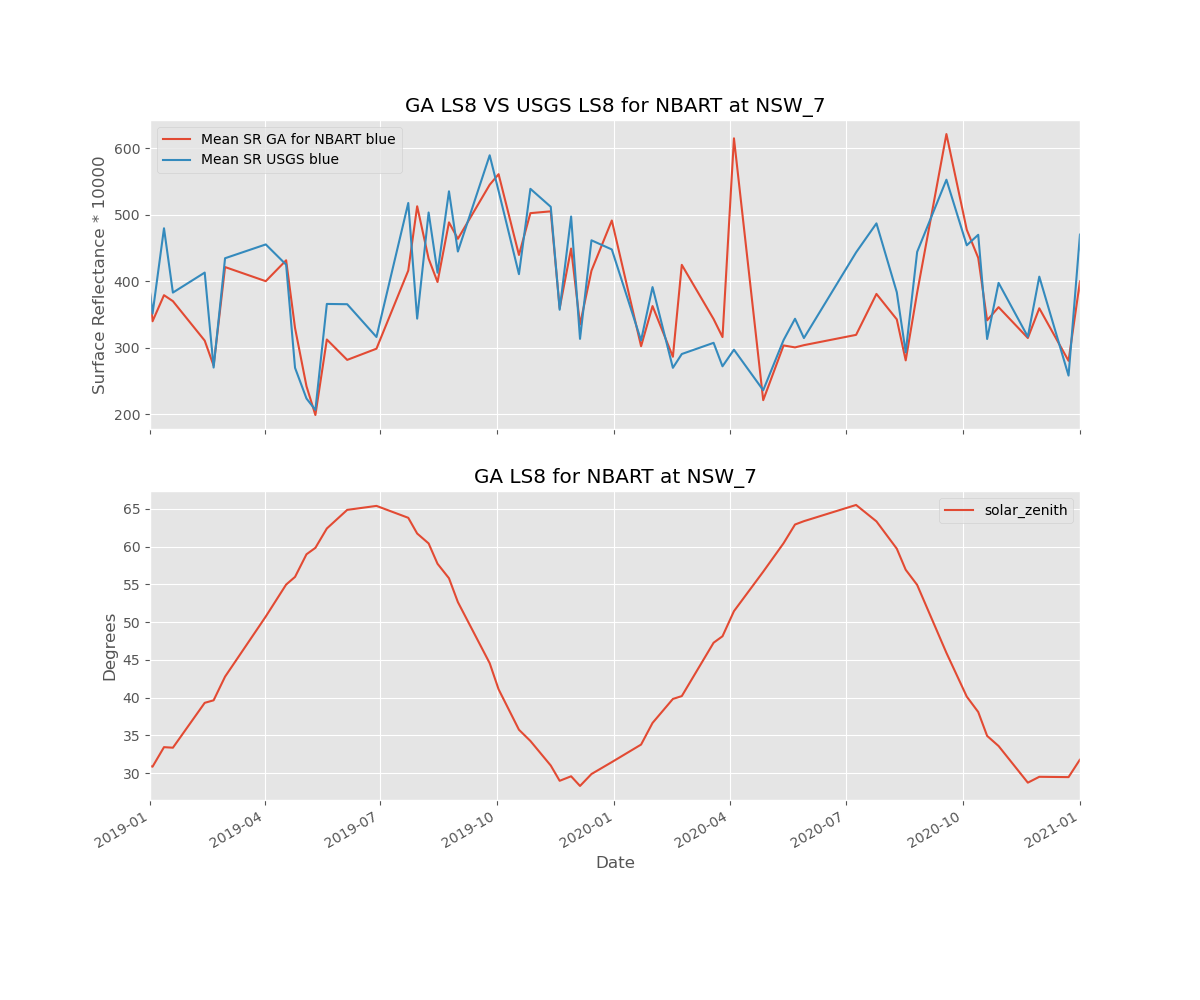 GA LS8 VS USGS LS8 for NBART at NSW_7
Mean SR GA for NBART blue
Mean SR USGS blue
Surface Reflectance * 10000
600
500
400
300
200
GA LS8 for NBART at NSW_7
solar_zenith
Degrees
65
60
55
50
45
40
35
30
2019-01
2019-04
2019-07
2019-10
2020-01
2020-04
2020-07
2020-10
2021-01
Date